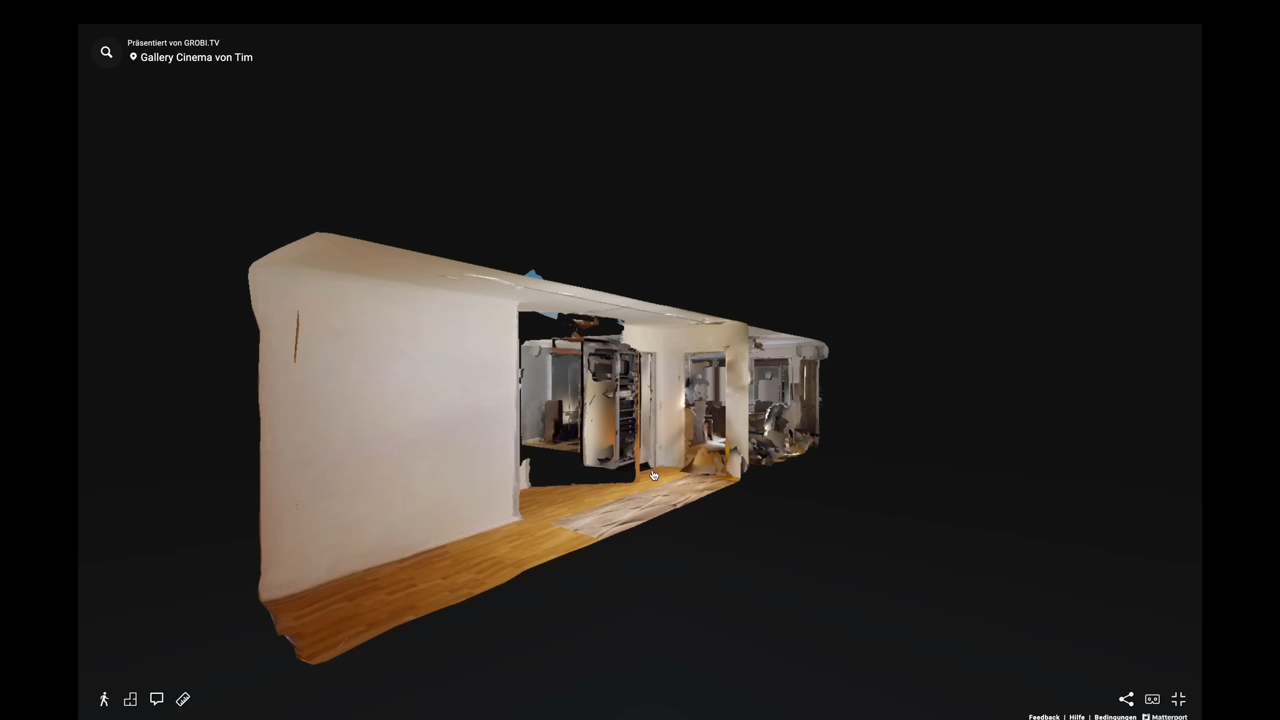 Präsentiert von GROBI.TV
Gallery Cinema von Tim
Feedback | Hilfe | Bedingungen Matterport